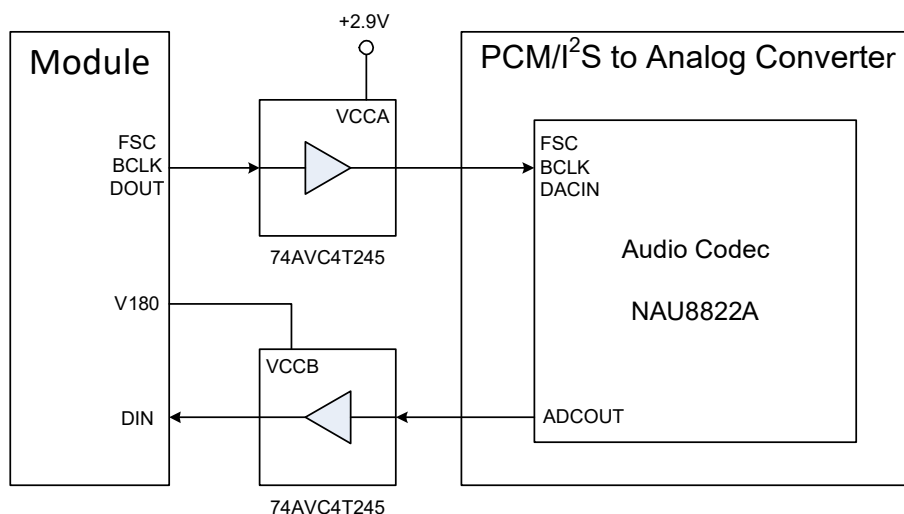 +2.9V
Module
PCM/I²S to Analog Converter
VCCA
FSC
BCLK
DOUT
FSC
BCLK
DACIN
74AVC4T245
Audio Codec
NAU8822A
V180
VCCB
DIN
ADCOUT
74AVC4T245